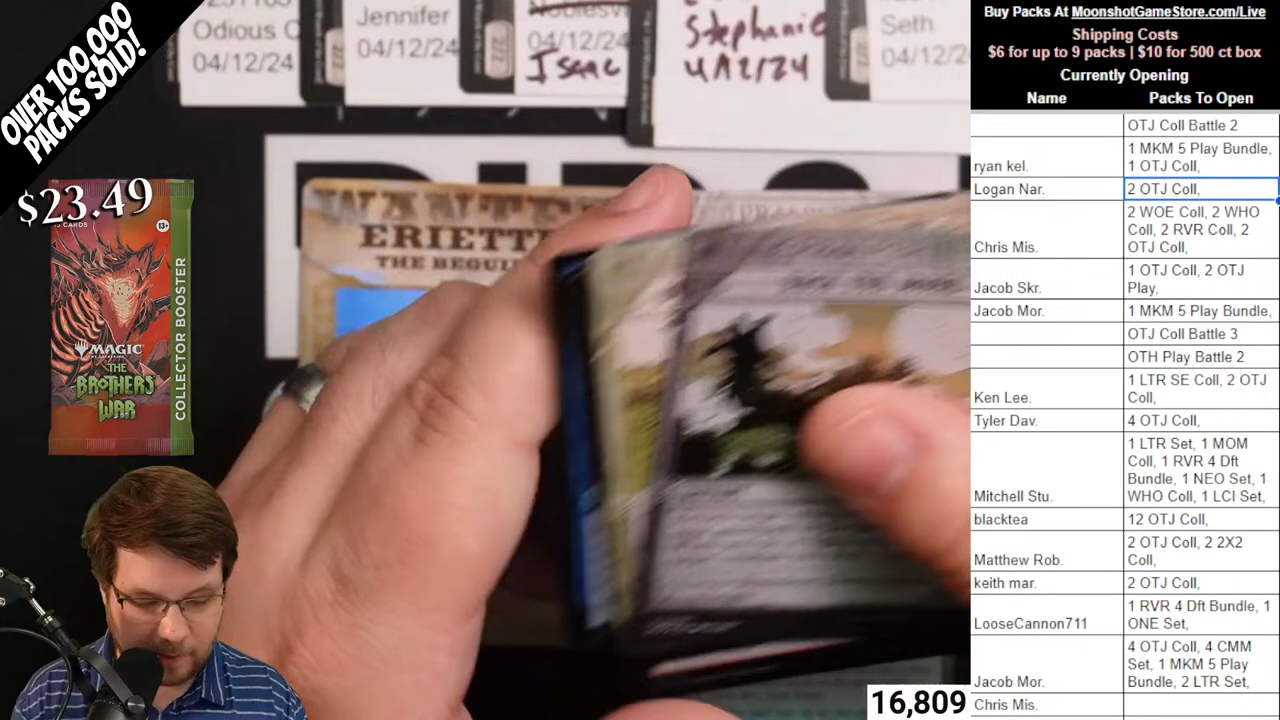 OVER 100,000
PACKS SOLD!
Odious
04/12/24
Jennifer
04/12/24
04/12/24
Isaac
Stephanie
4/12/24
Seth
04/12/24
$23.49
CARDS
13+
MAGIC
THE
BROTHERS'
WAR
COLLECTOR BOOSTER
WANTED
ERIETTE
THE BEGUI
16,809
Buy Packs At MoonshotGameStore.com/Live
Shipping Costs
$6 for up to 9 packs | $10 for 500 ct box
Currently Opening
Name Packs To Open
OTJ Coll Battle 2
ryan kel. 1 MKM 5 Play Bundle,
1 OTJ Coll,
Logan Nar. 2 OTJ Coll,
Chris Mis. 2 WOE Coll, 2 WHO
Coll, 2 RVR Coll, 2
OTJ Coll,
Jacob Skr. 1 OTJ Coll, 2 OTJ
Play,
Jacob Mor. 1 MKM 5 Play Bundle,
OTJ Coll Battle 3
OTH Play Battle 2
Ken Lee. 1 LTR SE Coll, 2 OTJ
Coll,
Tyler Dav. 4 OTJ Coll,
Mitchell Stu. 1 LTR Set, 1 MOM
Coll, 1 RVR 4 Dft
Bundle, 1 NEO Set, 1
WHO Coll, 1 LCI Set,
blacktea 12 OTJ Coll,
Matthew Rob. 2 OTJ Coll, 2 2X2
Coll,
keith mar. 2 OTJ Coll,
LooseCannon711 1 RVR 4 Dft Bundle, 1
ONE Set,
Jacob Mor. 4 OTJ Coll, 4 CMM
Set, 1 MKM 5 Play
Bundle, 2 LTR Set,
Chris Mis.